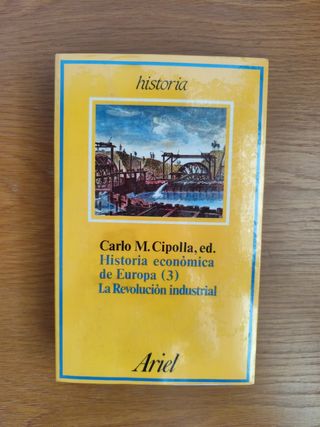 historia
Carlo M. Cipolla, ed.
Historia económica
de Europa (3)
La Revolución industrial
Ariel